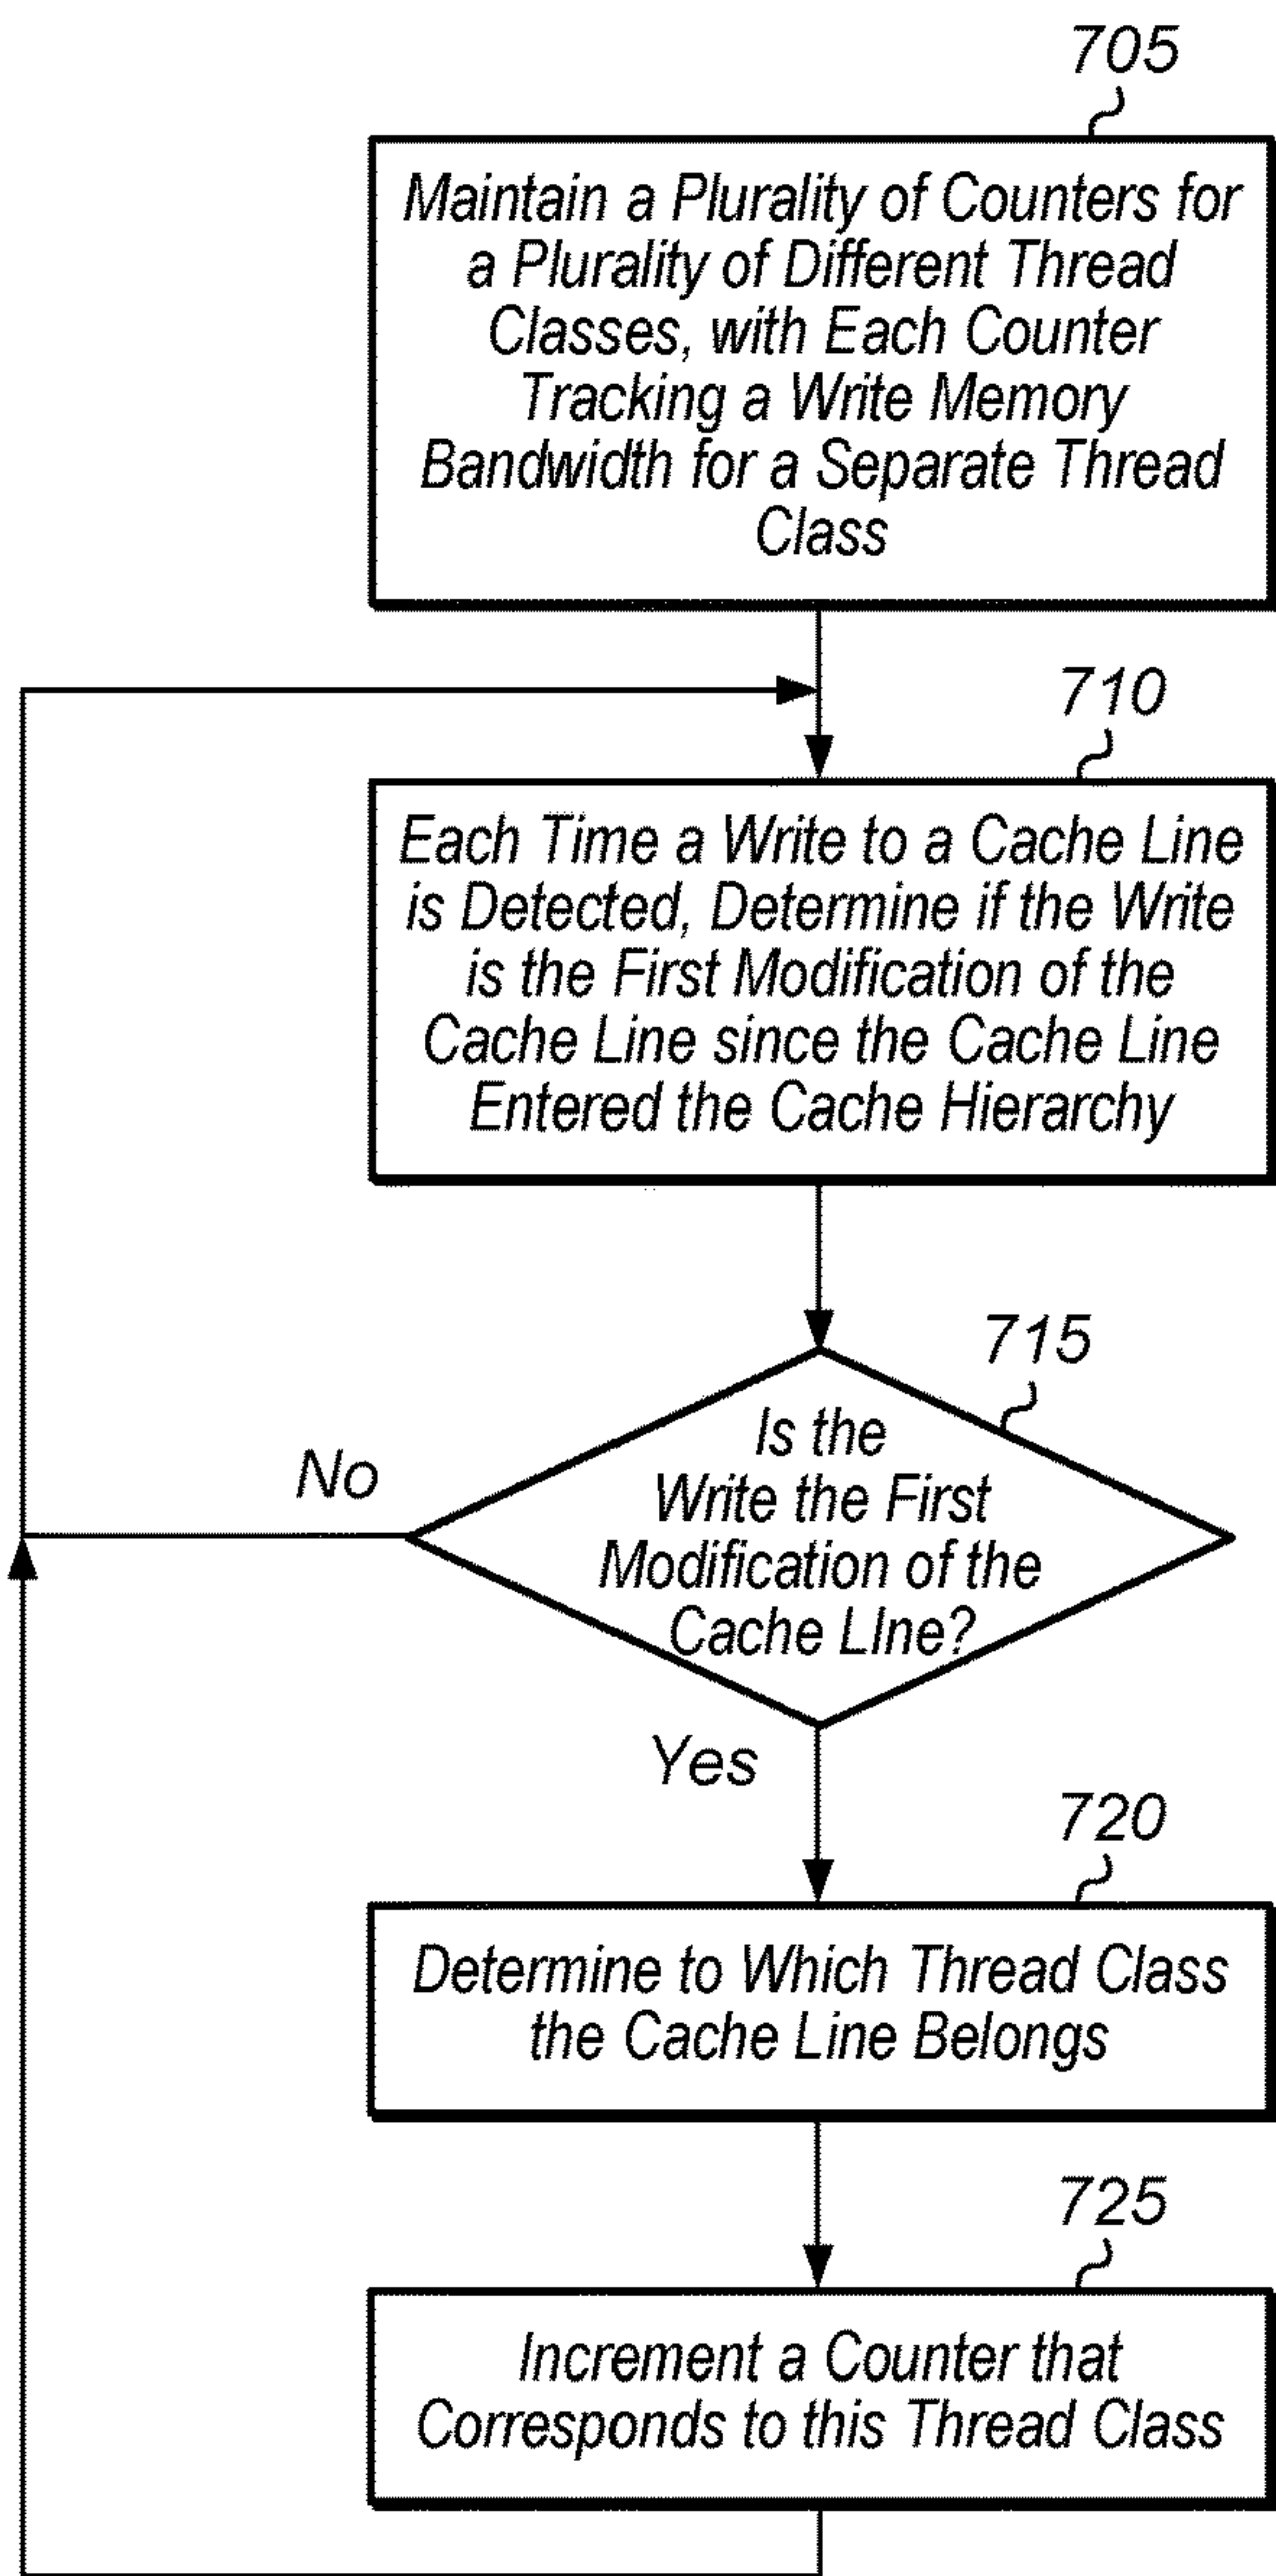 705
Maintain a Plurality of Counters for
a Plurality of Different Thread
Classes, with Each Counter
Tracking a Write Memory
Bandwidth for a Separate Thread
Class
710
Each Time a Write to a Cache Line
is Detected, Determine if the Write
is the First Modification of the
Cache Line since the Cache Line
Entered the Cache Hierarchy
715
Is the
Write the First
Modification of the
Cache LIne?
No
Yes
720
Determine to Which Thread Class
the Cache Line Belongs
725
Increment a Counter that
Corresponds to this Thread Class